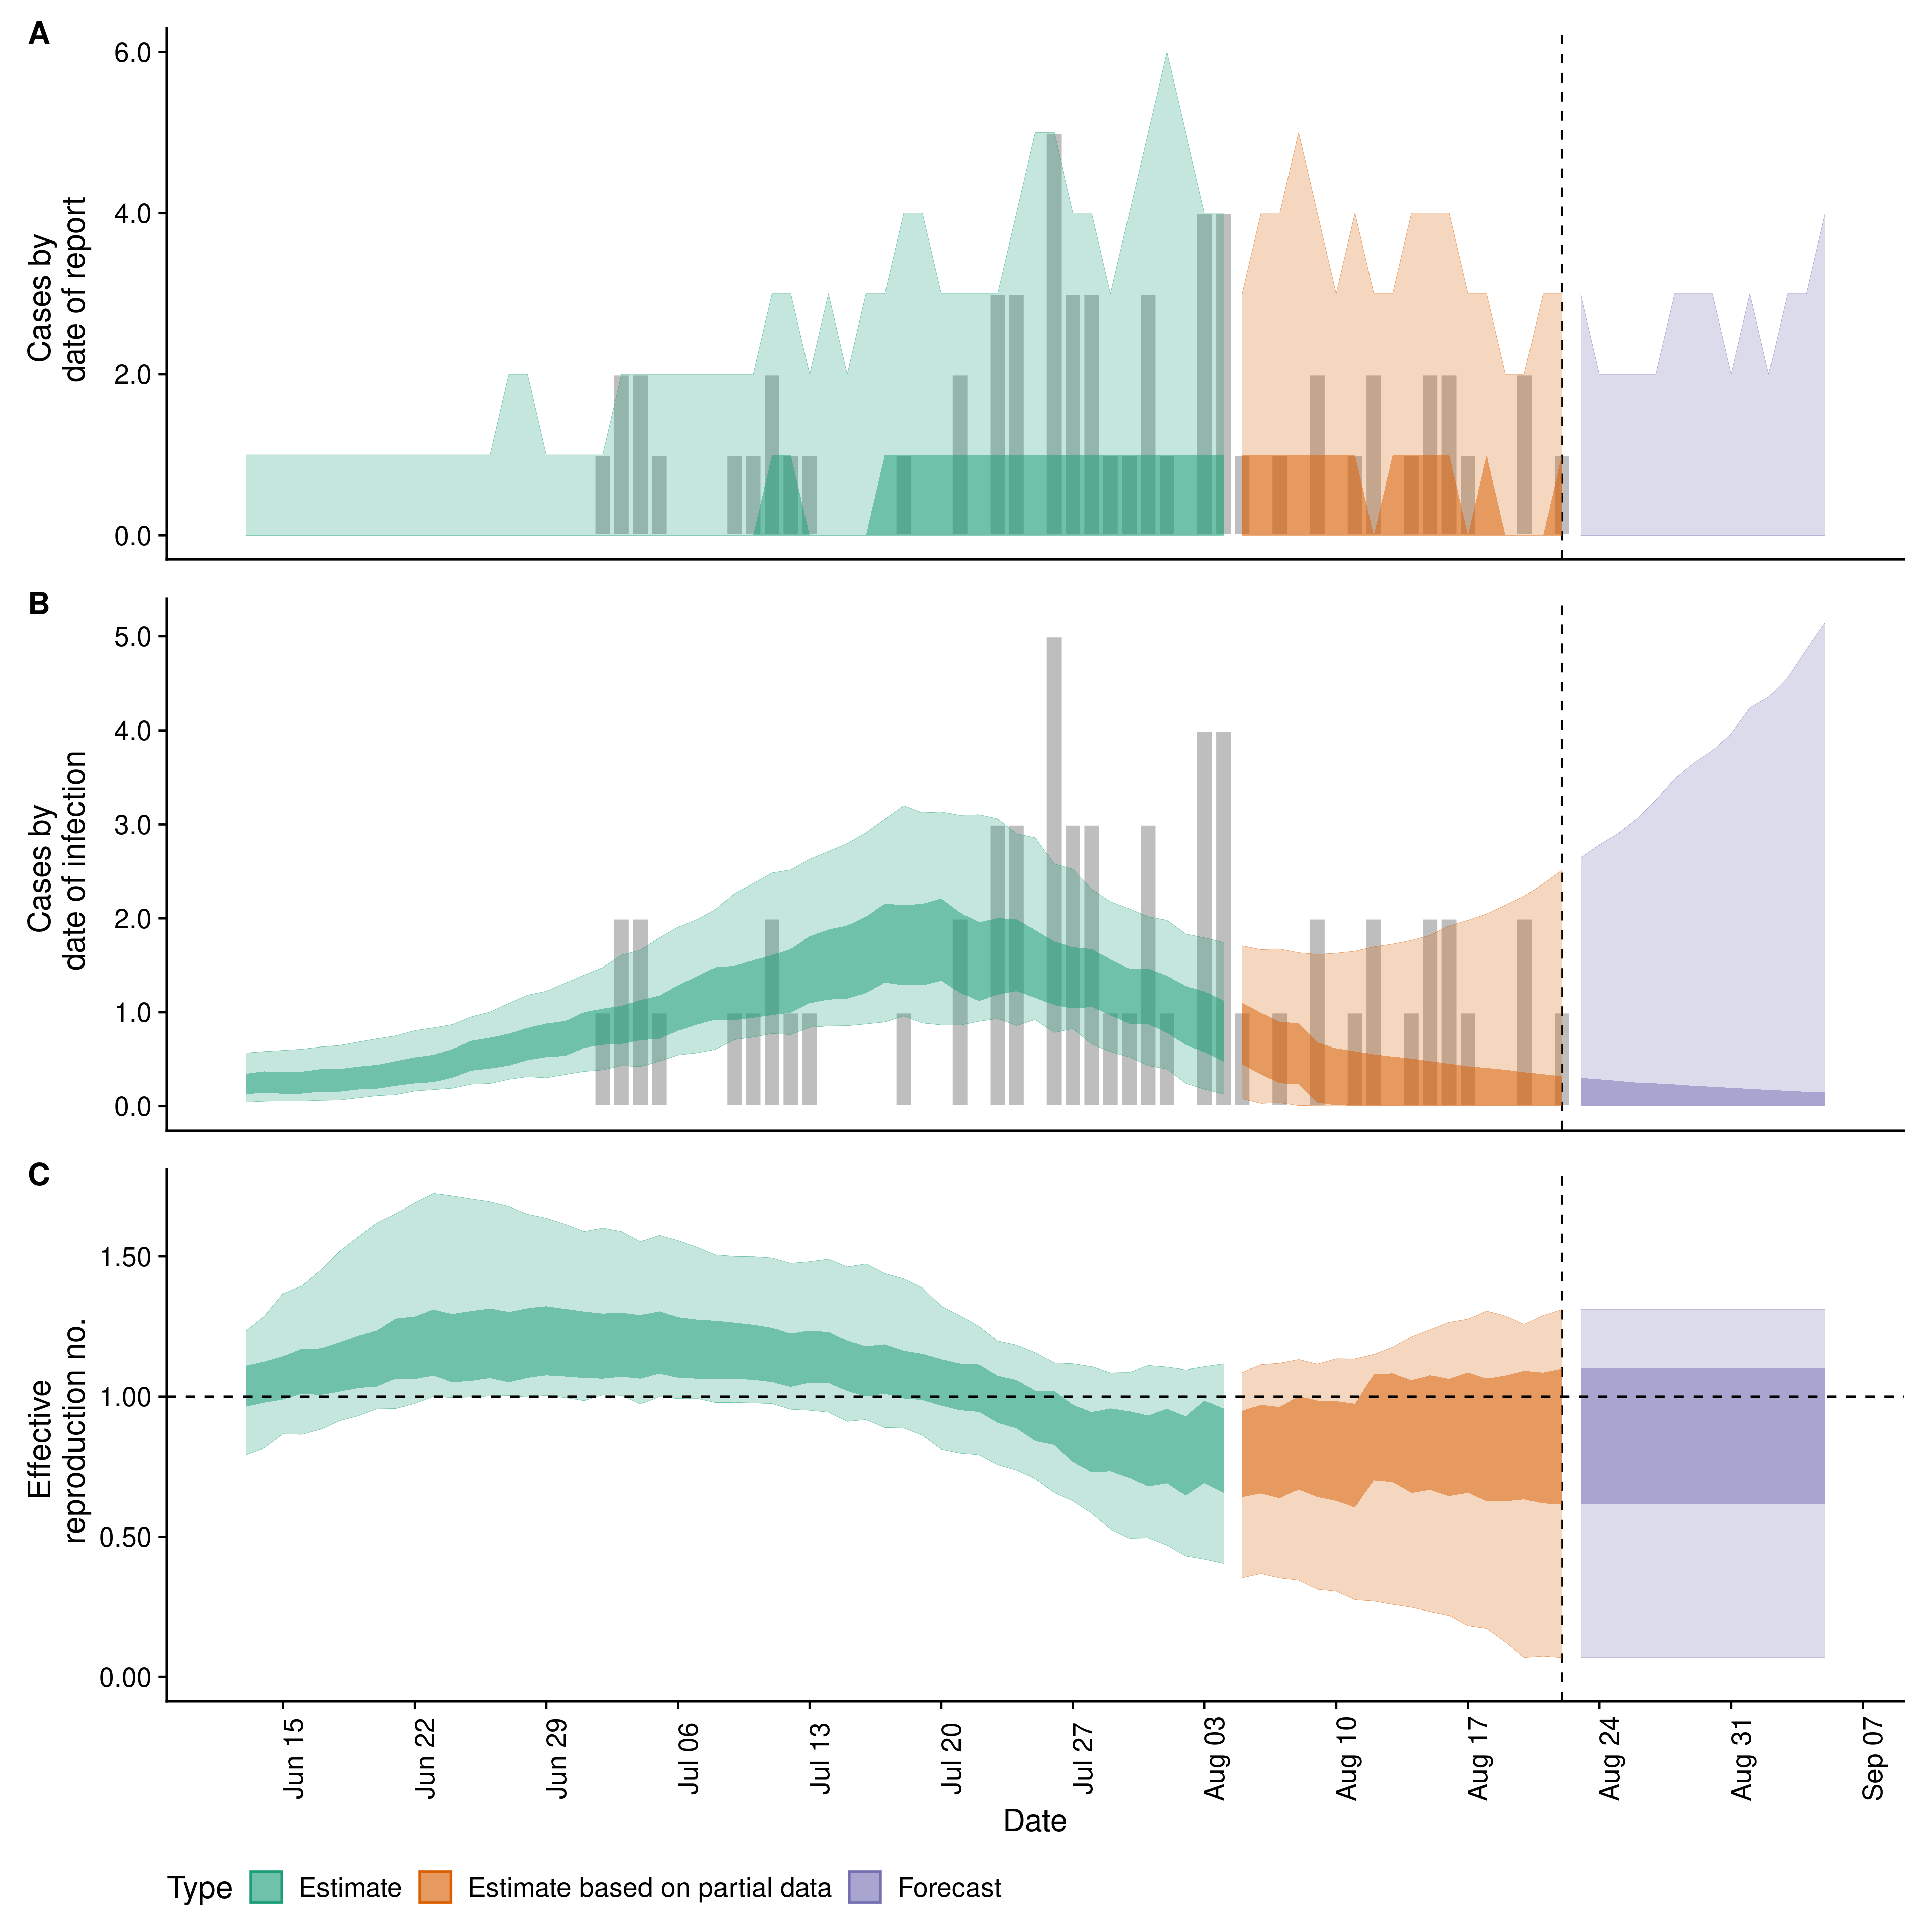 A
Cases by
date of report
6.0
4.0
2.0
0.0
B
Cases by
date of infection
5.0
4.0
3.0
2.0
1.0
0.0
C
Effective
reproduction no.
1.50
1.00
0.50
0.00
Jun 15
Jun 22
Jun 29
Jul 06
Jul 13
Jul 20
Jul 27
Aug 03
Aug 10
Aug 17
Aug 24
Aug 31
Sep 07
Date
Type
Estimate
Estimate based on partial data
Forecast